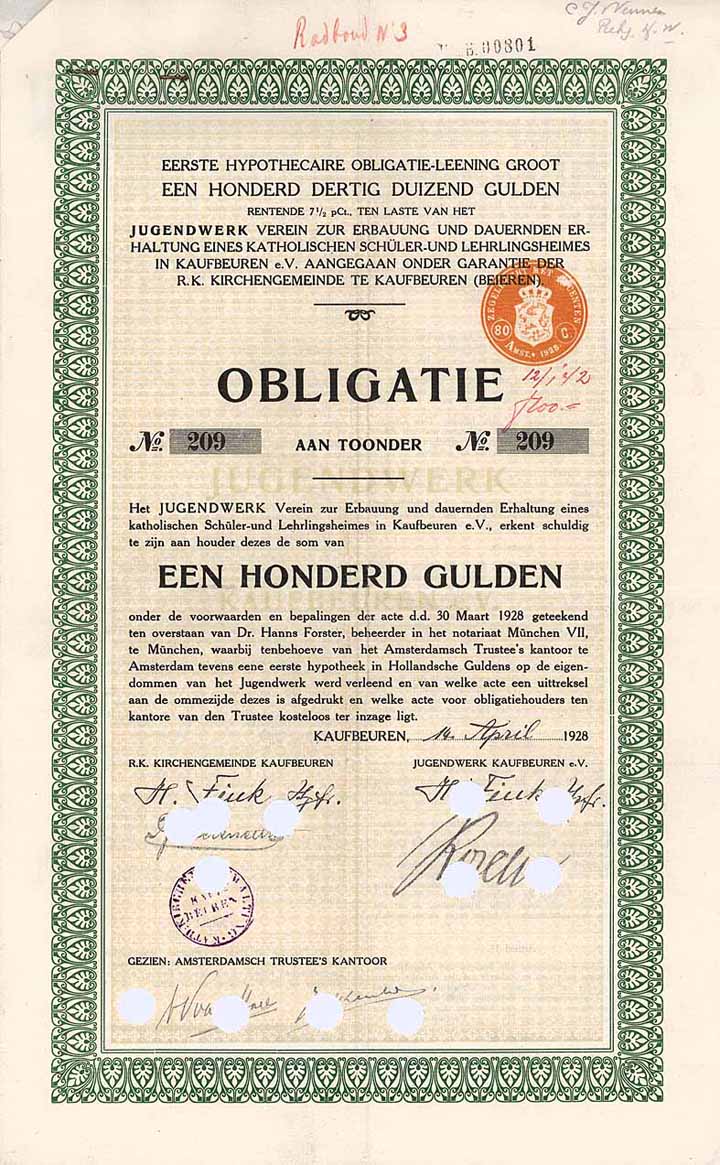 Radboud No 3
B.00801
EERSTE HYPOTHECAIRE OBLIGATIE-LEENING GROOT
EEN HONDERD DERTIG DUIZEND GULDEN
RENTENDE 7½ pCt., TEN LASTE VAN HET
JUGENDWERK VEREIN ZUR ERBAUUNG UND DAUERNDEN ER-
HALTUNG EINES KATHOLISCHEN SCHÜLER-UND LEHRLINGSHEIMES
IN KAUFBEUREN e.V. AANGEGAAN ONDER GARANTIE DER
R.K. KIRCHENGEMEINDE TE KAUFBEUREN (BEIEREN).
80 C.
AMST. 1928
OBLIGATIE
No. 209 AAN TOONDER No. 209
JUGENDWERK
Het JUGENDWERK Verein zur Erbauung und dauernden Erhaltung eines
katholischen Schüler-und Lehrlingsheimes in Kaufbeuren e.V., erkent schuldig
te zijn aan houder dezes de som van
EEN HONDERD GULDEN
KAUFBEUREN e.V.
onder de voorwaarden en bepalingen der acte d.d. 30 Maart 1928 geteekend
ten overstaan van Dr. Hanns Forster, beheerder in het notariaat München VII,
te München, waarbij tenbehoeve van het Amsterdamsch Trustee's kantoor te
Amsterdam tevens eene eerste hypotheek in Hollandsche Guldens op de eigen-
dommen van het Jugendwerk werd verleend en van welke acte een uittreksel
aan de ommezijde dezes is afgedrukt en welke acte voor obligatiehouders ten
kantore van den Trustee kosteloos ter inzage ligt.
KAUFBEUREN, 14. April 1928
R.K. KIRCHENGEMEINDE KAUFBEUREN JUGENDWERK KAUFBEUREN e.V.
H. Fink H. Fink
KAUF-
BEUREN
GEZIEN: AMSTERDAMSCH TRUSTEE'S KANTOOR